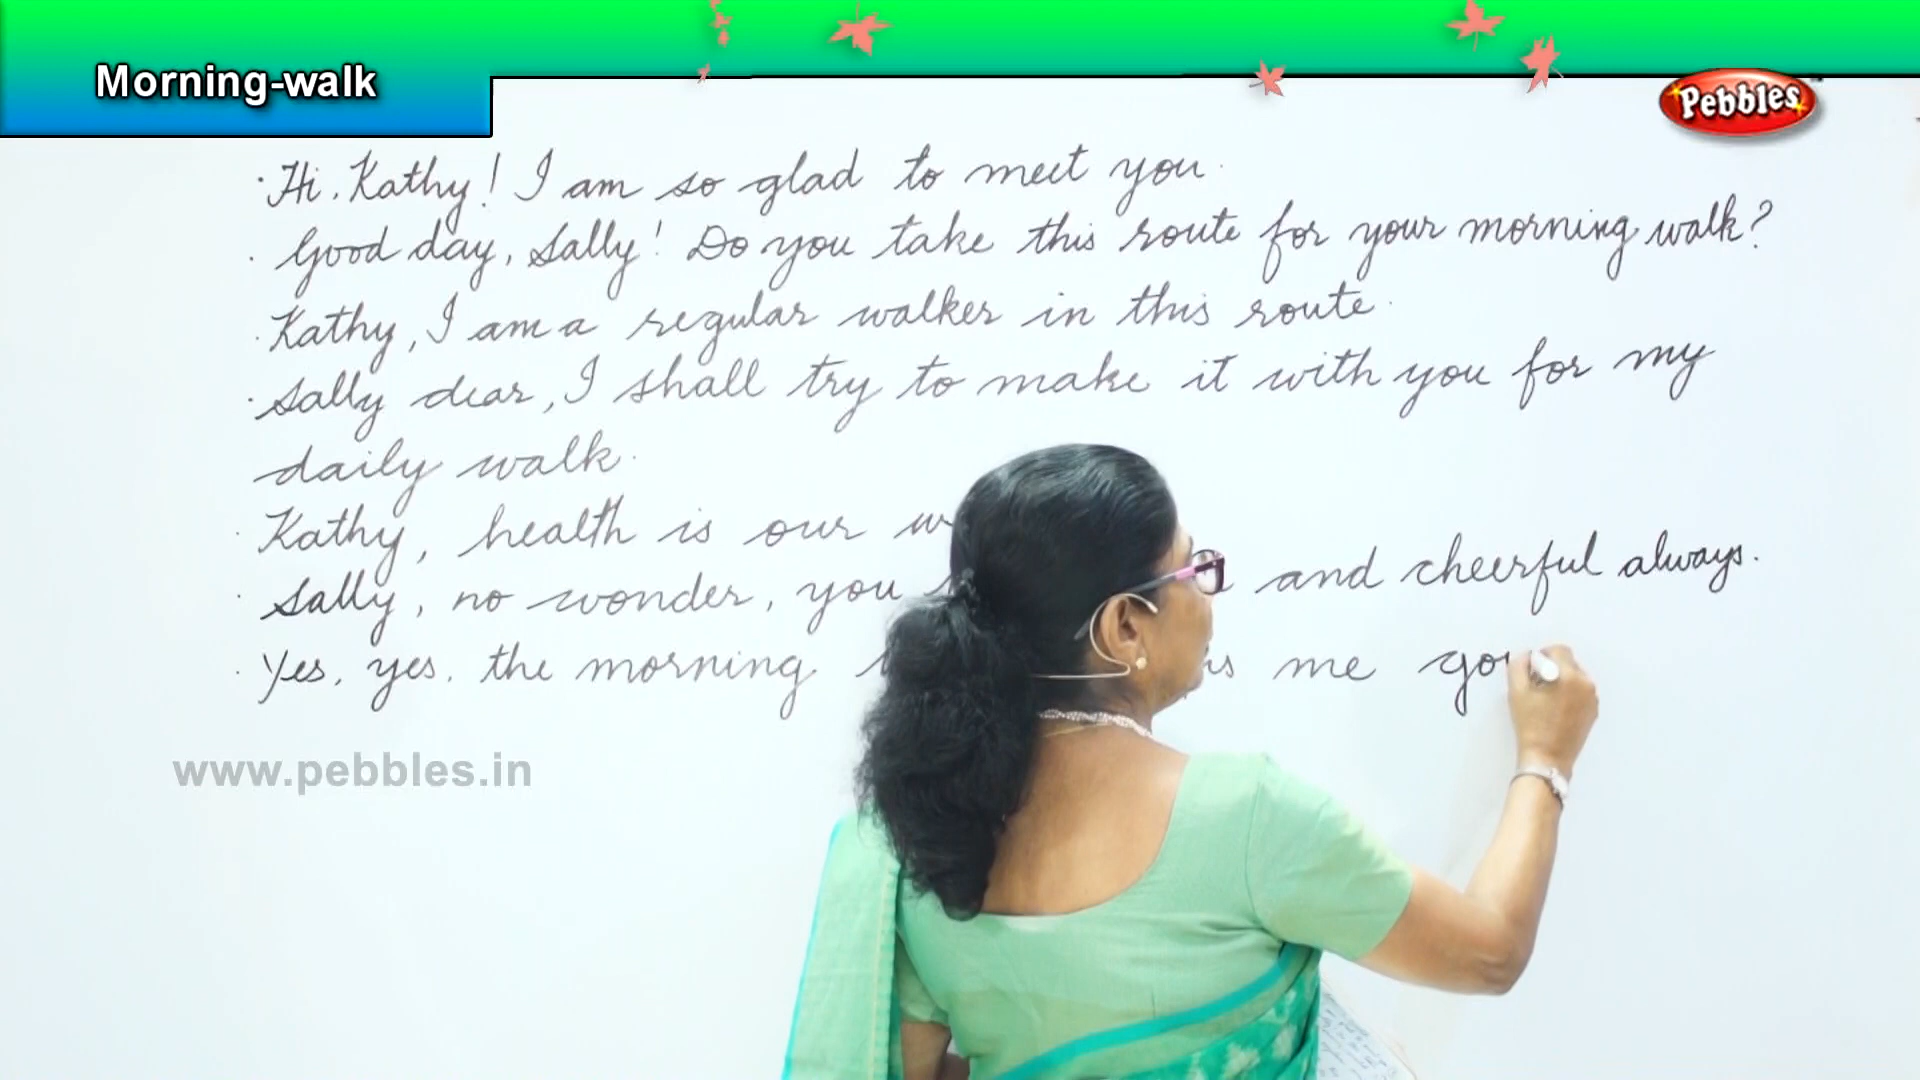 Morning-walk
Pebbles
· Hi, Kathy! I am so glad to meet you.
· Good day, Sally! Do you take this route for your morning walk?
· Kathy, I am a regular walker in this route.
· Sally dear, I shall try to make it with you for my
daily walk.
· Kathy, health is our
· Sally, no wonder, you and cheerful always.
· Yes, yes, the morning me
www.pebbles.in